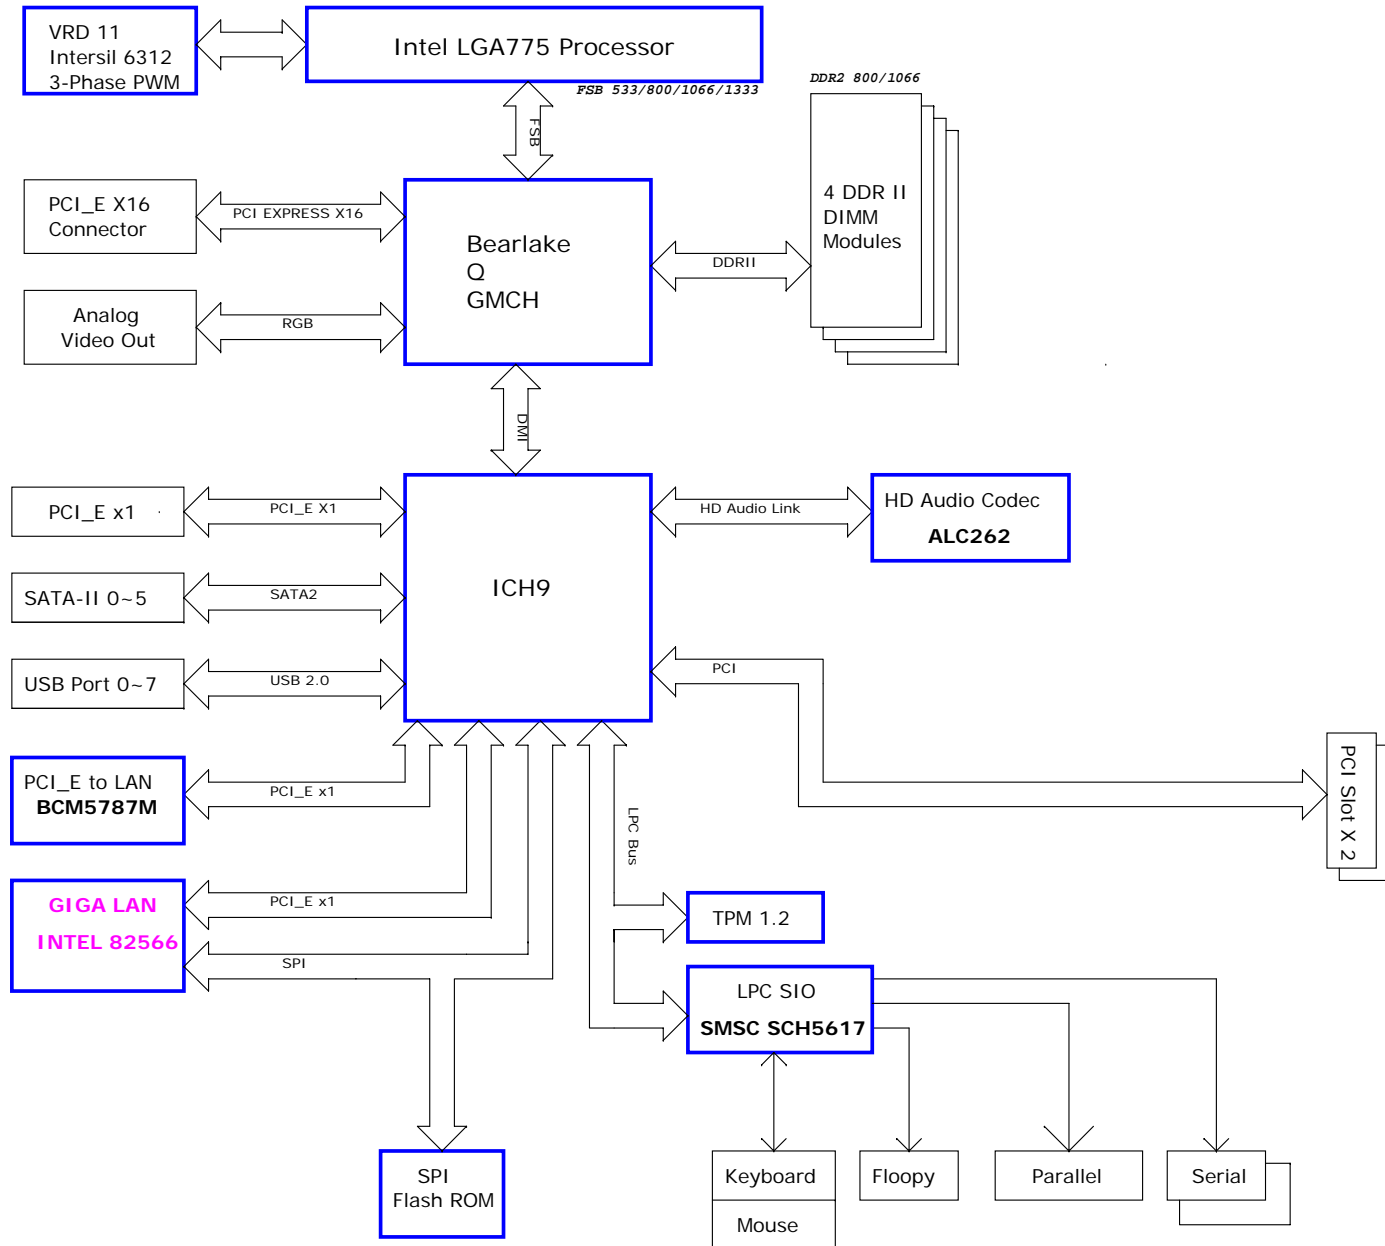 VRD 11
Intersil 6312
3-Phase PWM
Intel LGA775 Processor
FSB 533/800/1066/1333
DDR2 800/1066
FSB
PCI_E X16
Connector
PCI EXPRESS X16
Bearlake
Q
GMCH
DDRII
4 DDR II
DIMM
Modules
Analog
Video Out
RGB
DMI
PCI_E x1
PCI_E X1
HD Audio Link
HD Audio Codec
ALC262
ICH9
SATA-II 0~5
SATA2
USB Port 0~7
USB 2.0
PCI
PCI Slot X 2
PCI_E to LAN
BCM5787M
PCI_E x1
LPC Bus
GIGA LAN
INTEL 82566
PCI_E x1
SPI
TPM 1.2
LPC SIO
SMSC SCH5617
SPI
Flash ROM
Keyboard
Mouse
Floopy
Parallel
Serial